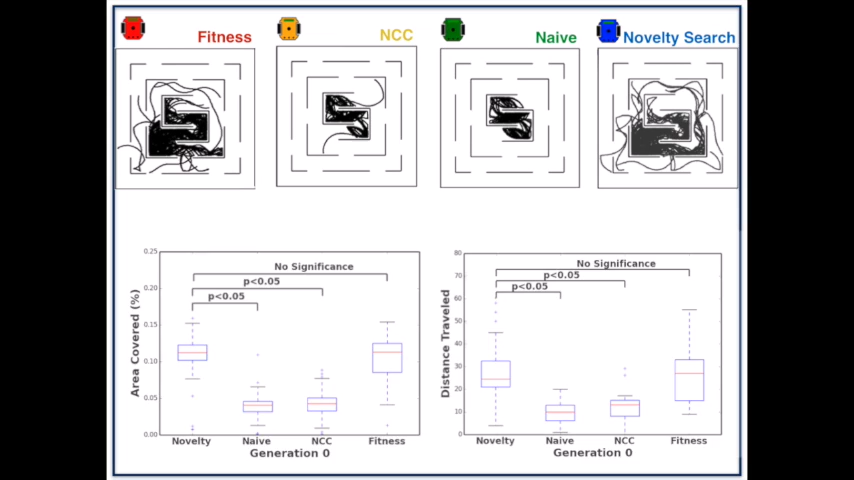 Fitness
NCC
Naive
Novelty Search
0.25
0.20
0.15
0.10
0.05
0.00
Area Covered (%)
No Significance
p<0.05
p<0.05
Novelty Naive NCC Fitness
Generation 0
80
70
60
50
40
30
20
10
0
Distance Traveled
No Significance
p<0.05
p<0.05
Novelty Naive NCC Fitness
Generation 0